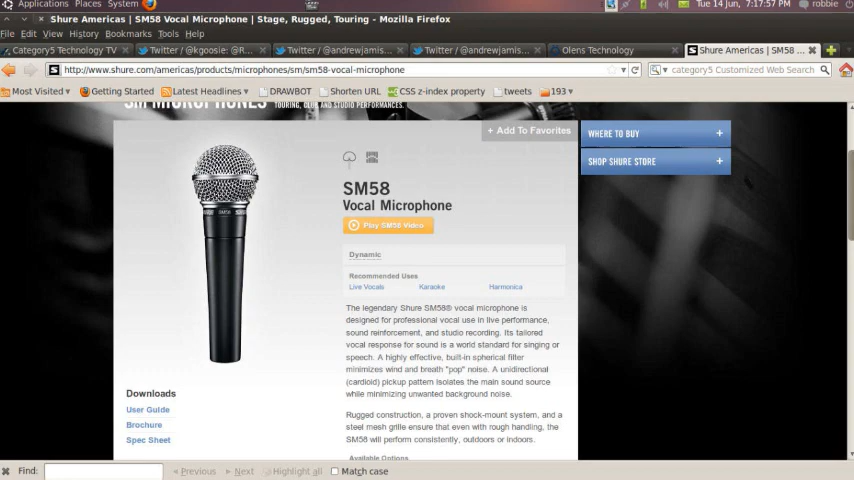 Applications Places System
Tue 14 Jun, 7:17:57 PM robbie
Shure Americas | SM58 Vocal Microphone | Stage, Rugged, Touring - Mozilla Firefox
File Edit View History Bookmarks Tools Help
Category5 Technology TV
Twitter / @kgoosie: @R...
Twitter / @andrewjamis...
Twitter / @andrewjamis...
Olens Technology
Shure Americas | SM58 ...
http://www.shure.com/americas/products/microphones/sm/sm58-vocal-microphone
category5 Customized Web Search
Most Visited Getting Started Latest Headlines DRAWBOT Shorten URL CSS z-index property tweets 193
SM MICROPHONES TOURING, CLUB AND STUDIO PERFORMANCES.
+ Add To Favorites
WHERE TO BUY +
SHOP SHURE STORE +
SM58
Vocal Microphone
Play SM58 Video
Dynamic
Recommended Uses
Live Vocals Karaoke Harmonica
The legendary Shure SM58® vocal microphone is
designed for professional vocal use in live performance,
sound reinforcement, and studio recording. Its tailored
vocal response for sound is a world standard for singing or
speech. A highly effective, built-in spherical filter
minimizes wind and breath "pop" noise. A unidirectional
(cardioid) pickup pattern isolates the main sound source
while minimizing unwanted background noise.
Rugged construction, a proven shock-mount system, and a
steel mesh grille ensure that even with rough handling, the
SM58 will perform consistently, outdoors or indoors.
Available Options
Downloads
User Guide
Brochure
Spec Sheet
Find: Previous Next Highlight all Match case